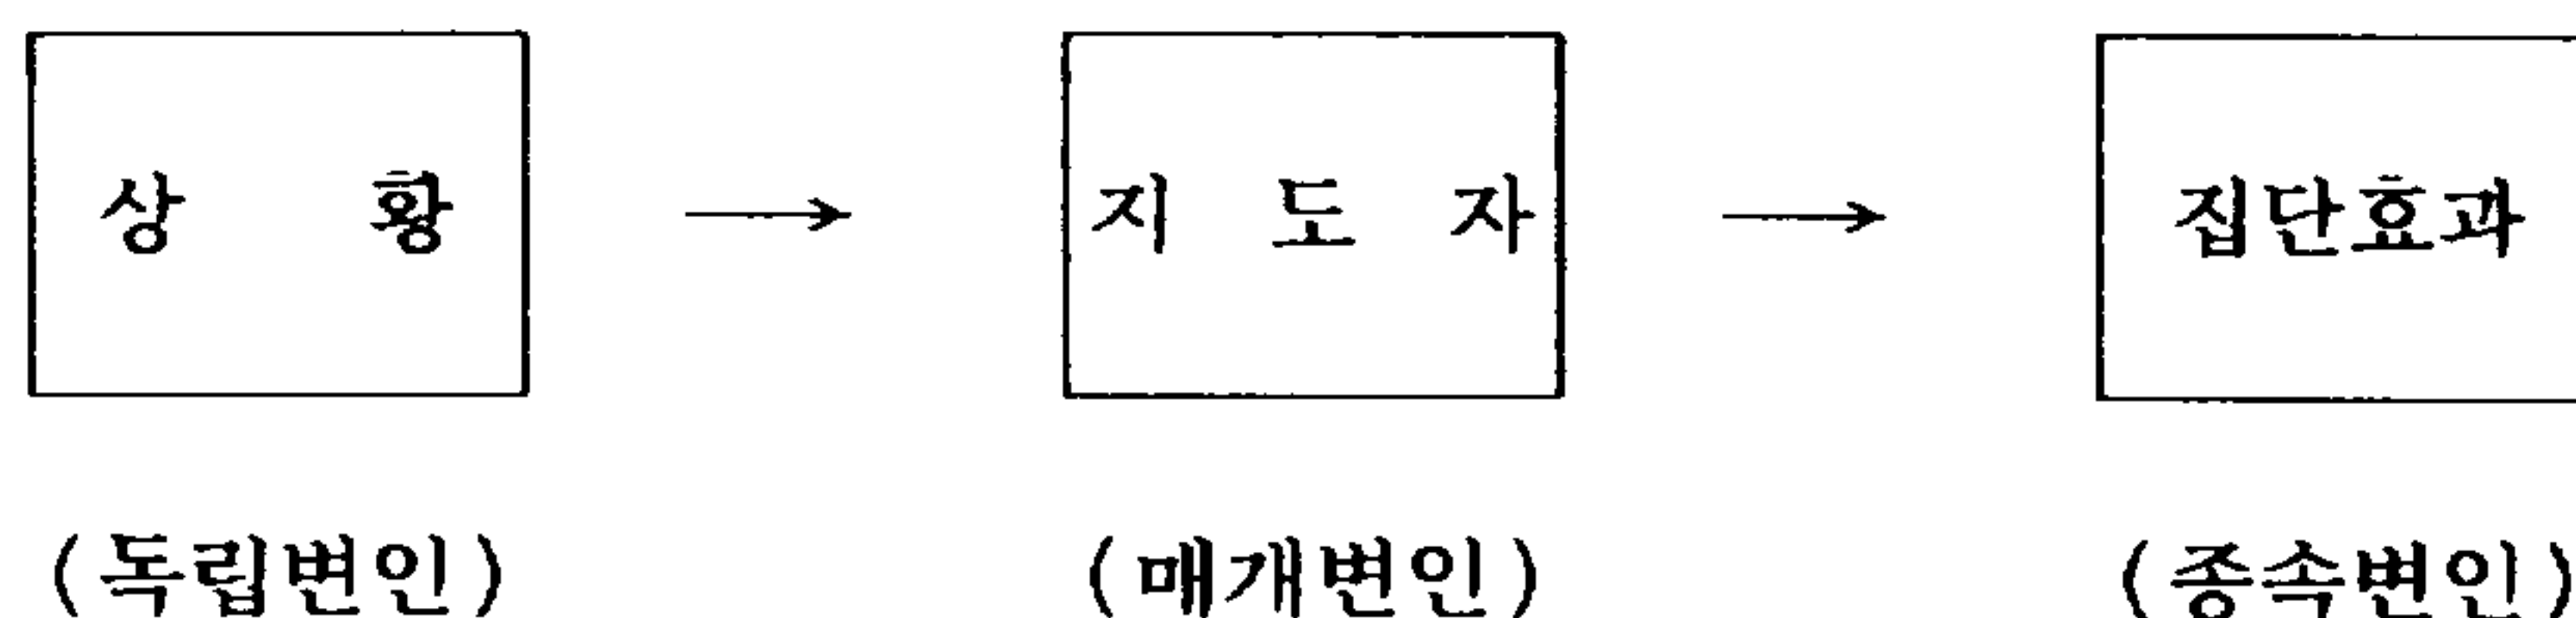 상 황 → 지 도 자 → 집단효과
(독립변인) (매개변인) (종속변인)